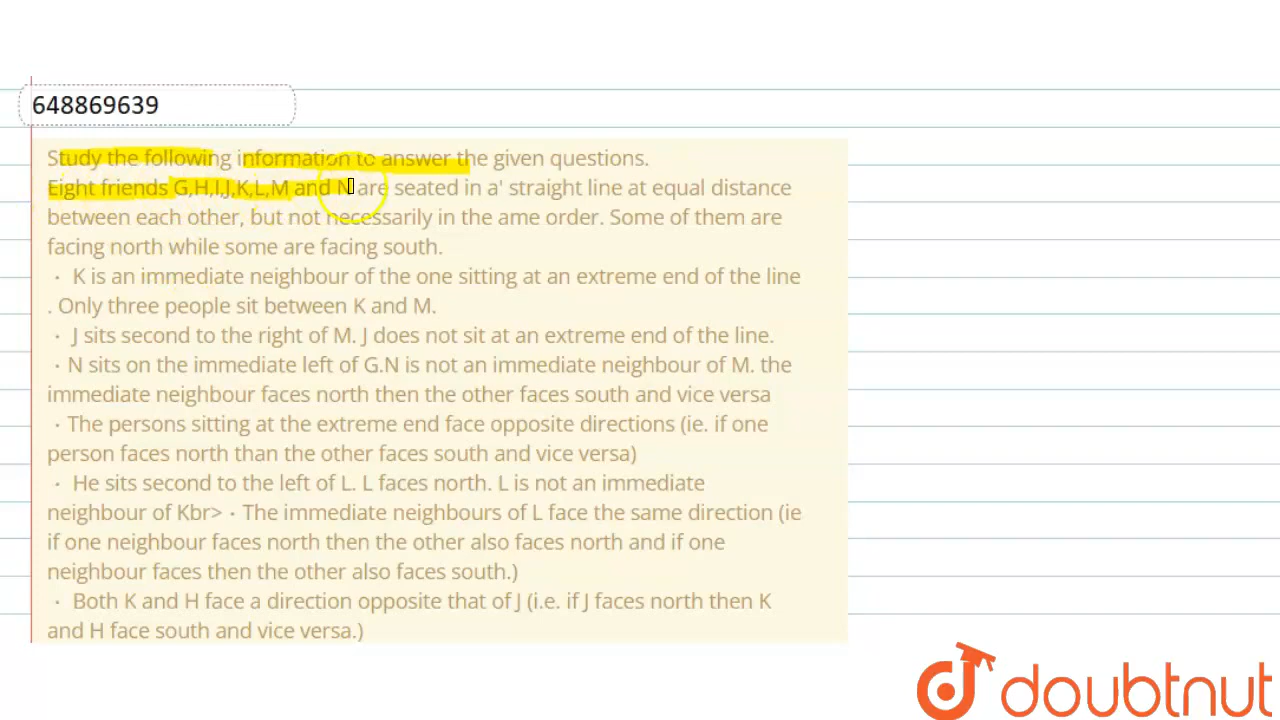 648869639
Study the following information to answer the given questions.
Eight friends G,H,I,J,K,L,M and N are seated in a' straight line at equal distance
between each other, but not necessarily in the ame order. Some of them are
facing north while some are facing south.
· K is an immediate neighbour of the one sitting at an extreme end of the line
. Only three people sit between K and M.
· J sits second to the right of M. J does not sit at an extreme end of the line.
· N sits on the immediate left of G.N is not an immediate neighbour of M. the
immediate neighbour faces north then the other faces south and vice versa
· The persons sitting at the extreme end face opposite directions (ie. if one
person faces north than the other faces south and vice versa)
· He sits second to the left of L. L faces north. L is not an immediate
neighbour of Kbr> · The immediate neighbours of L face the same direction (ie
if one neighbour faces north then the other also faces north and if one
neighbour faces then the other also faces south.)
· Both K and H face a direction opposite that of J (i.e. if J faces north then K
and H face south and vice versa.)
doubtnut